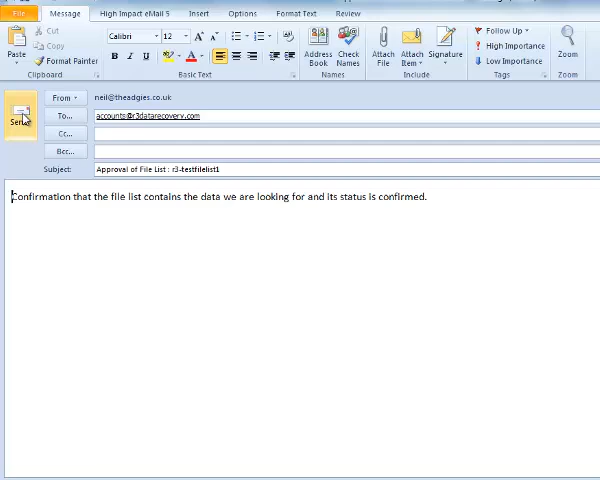 File Message High Impact eMail 5 Insert Options Format Text Review
Cut
Copy
Paste
Format Painter
Clipboard
Calibri 12
B I U
Basic Text
Address Book
Check Names
Names
Attach File
Attach Item
Signature
Include
Follow Up
High Importance
Low Importance
Tags
Zoom
Zoom
Send
From neil@theadgies.co.uk
To... accounts@r3datarecovery.com
Cc...
Bcc...
Subject: Approval of File List : r3-testfilelist1
Confirmation that the file list contains the data we are looking for and its status is confirmed.